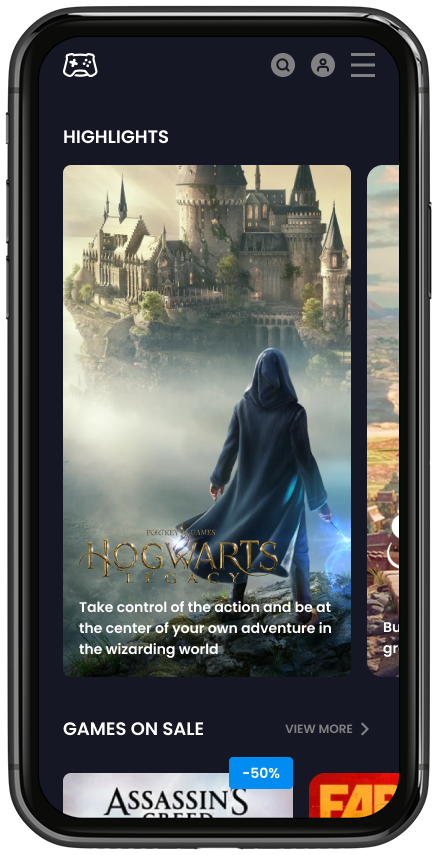 HIGHLIGHTS
PORTKEY GAMES
HOGWARTS
LEGACY
Take control of the action and be at
the center of your own adventure in
the wizarding world
Bu
gr
GAMES ON SALE
VIEW MORE
-50%
ASSASSIN'S
CREED
FAR